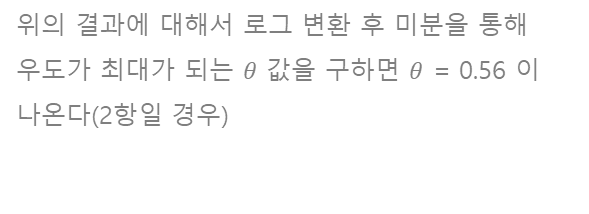 위의 결과에 대해서 로그 변환 후 미분을 통해
우도가 최대가 되는 θ 값을 구하면 θ = 0.56 이
나온다(2항일 경우)